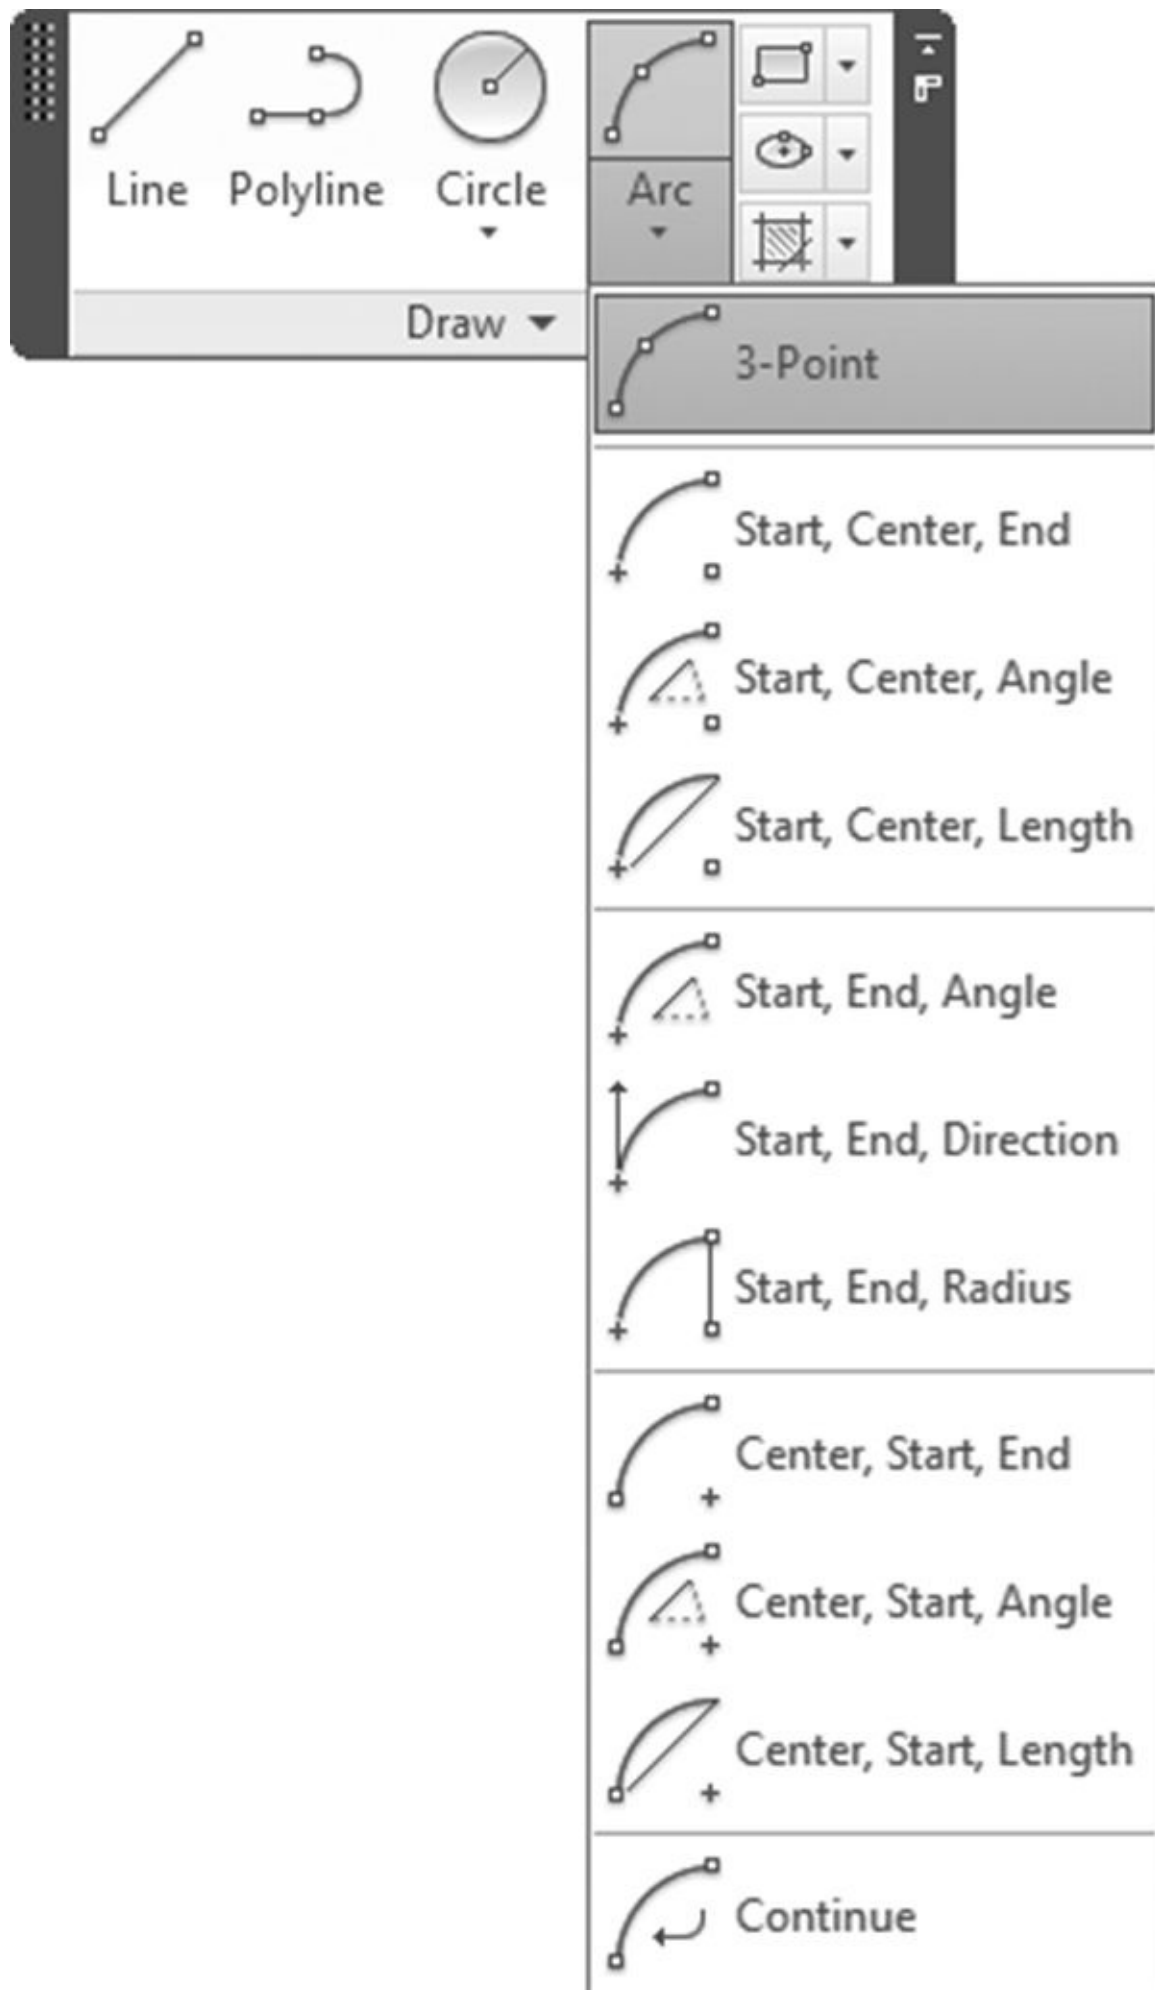 Line Polyline Circle Arc
Draw
3-Point
Start, Center, End
Start, Center, Angle
Start, Center, Length
Start, End, Angle
Start, End, Direction
Start, End, Radius
Center, Start, End
Center, Start, Angle
Center, Start, Length
Continue